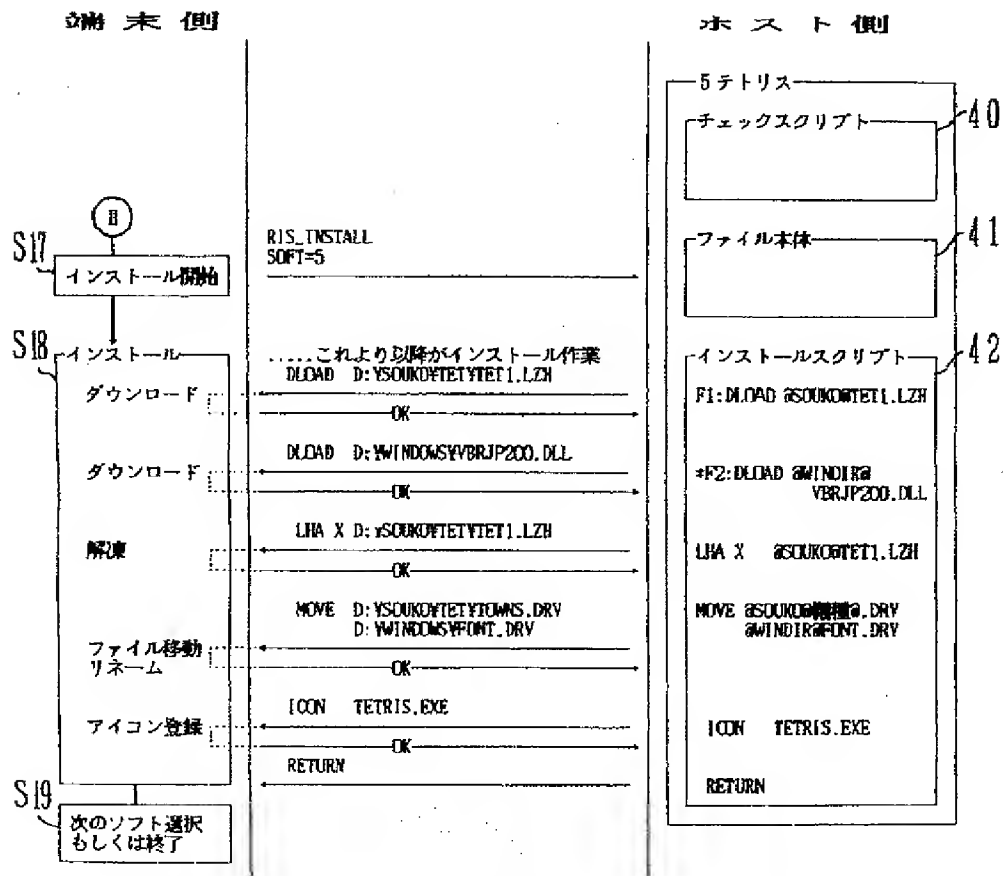 端末側
ホスト側
5テトリス
チェックスクリプト
40
H
S17
インストール開始
RIS_INSTALL
SOFT=5
ファイル本体
41
S18
インストール
.....これより以降がインストール作業
インストールスクリプト
42
ダウンロード
DLOAD D:¥SOUKO¥TET¥TET1.LZH
OK
F1:DLOAD @SOUKO@TET1.LZH
ダウンロード
DLOAD D:¥WINDOWS¥VBRJP200.DLL
OK
*F2:DLOAD @WINDIR@
VBRJP200.DLL
解凍
LHA X D:¥SOUKO¥TET¥TET1.LZH
OK
LHA X @SOUKO@TET1.LZH
ファイル移動
リネーム
MOVE D:¥SOUKO¥TET¥TOWNS.DRV
D:¥WINDOWS¥FONT.DRV
OK
MOVE @SOUKO@機種@.DRV
@WINDIR@FONT.DRV
アイコン登録
ICON TETRIS.EXE
OK
ICON TETRIS.EXE
RETURN
RETURN
S19
次のソフト選択
もしくは終了